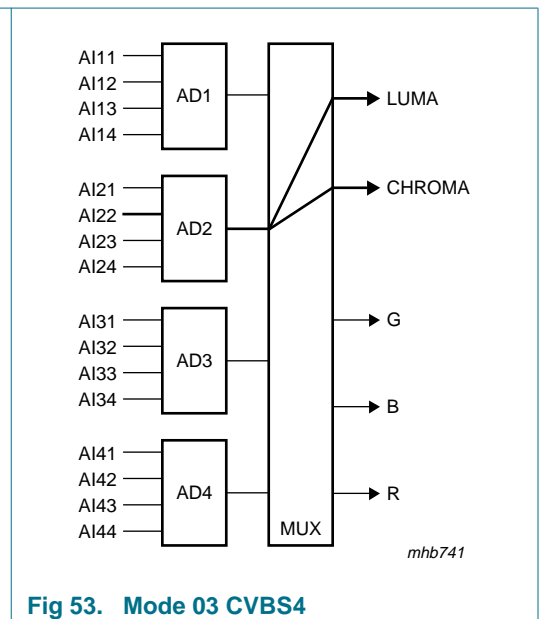 AI11
AI12
AI13
AI14
AD1
AI21
AI22
AI23
AI24
AD2
AI31
AI32
AI33
AI34
AD3
AI41
AI42
AI43
AI44
AD4
MUX
LUMA
CHROMA
G
B
R
mhb741
Fig 53. Mode 03 CVBS4